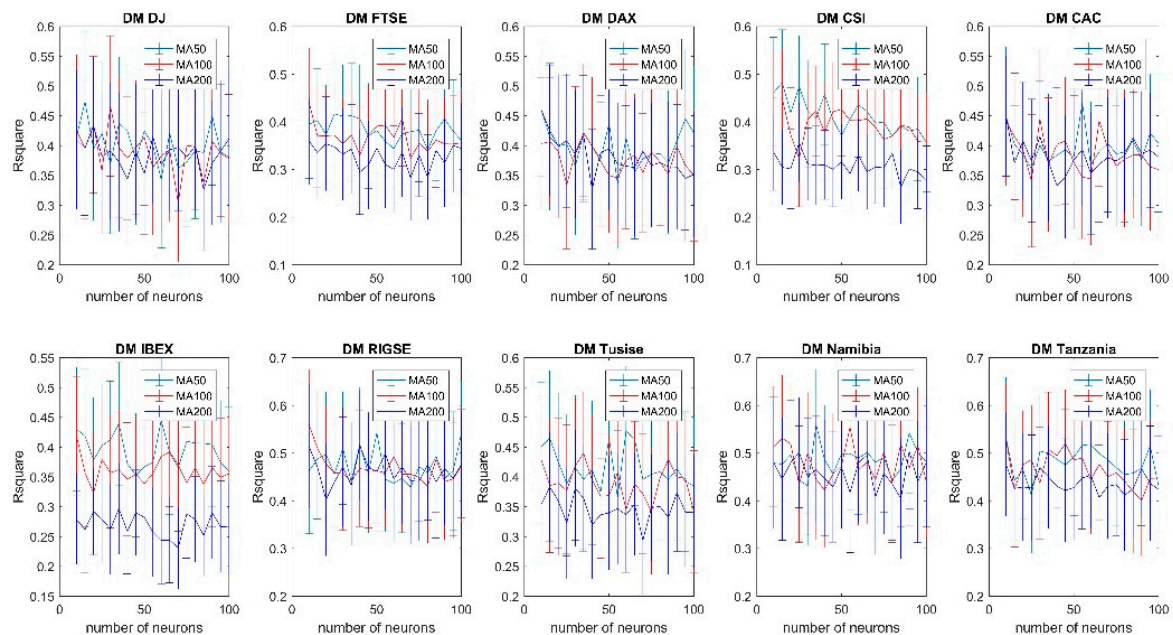 DM DJ
0.6
0.55
0.5
0.45
0.4
0.35
0.3
0.25
0.2
0
50
100
Rsquare
number of neurons
MA50
MA100
MA200
DM FTSE
0.6
0.5
0.4
0.3
0.2
0.1
0
50
100
Rsquare
number of neurons
MA50
MA100
MA200
DM DAX
0.6
0.55
0.5
0.45
0.4
0.35
0.3
0.25
0.2
0
50
100
Rsquare
number of neurons
MA50
MA100
MA200
DM CSI
0.6
0.5
0.4
0.3
0.2
0.1
0
50
100
Rsquare
number of neurons
MA50
MA100
MA200
DM CAC
0.6
0.55
0.5
0.45
0.4
0.35
0.3
0.25
0.2
0
50
100
Rsquare
number of neurons
MA50
MA100
MA200
DM IBEX
0.55
0.5
0.45
0.4
0.35
0.3
0.25
0.2
0.15
0
50
100
Rsquare
number of neurons
MA50
MA100
MA200
DM RIGSE
0.7
0.6
0.5
0.4
0.3
0.2
0
50
100
Rsquare
number of neurons
MA50
MA100
MA200
DM Tusise
0.6
0.55
0.5
0.45
0.4
0.35
0.3
0.25
0.2
0
50
100
Rsquare
number of neurons
MA50
MA100
MA200
DM Namibia
0.7
0.6
0.5
0.4
0.3
0.2
0
50
100
Rsquare
number of neurons
MA50
MA100
MA200
DM Tanzania
0.7
0.6
0.5
0.4
0.3
0.2
0
50
100
Rsquare
number of neurons
MA50
MA100
MA200